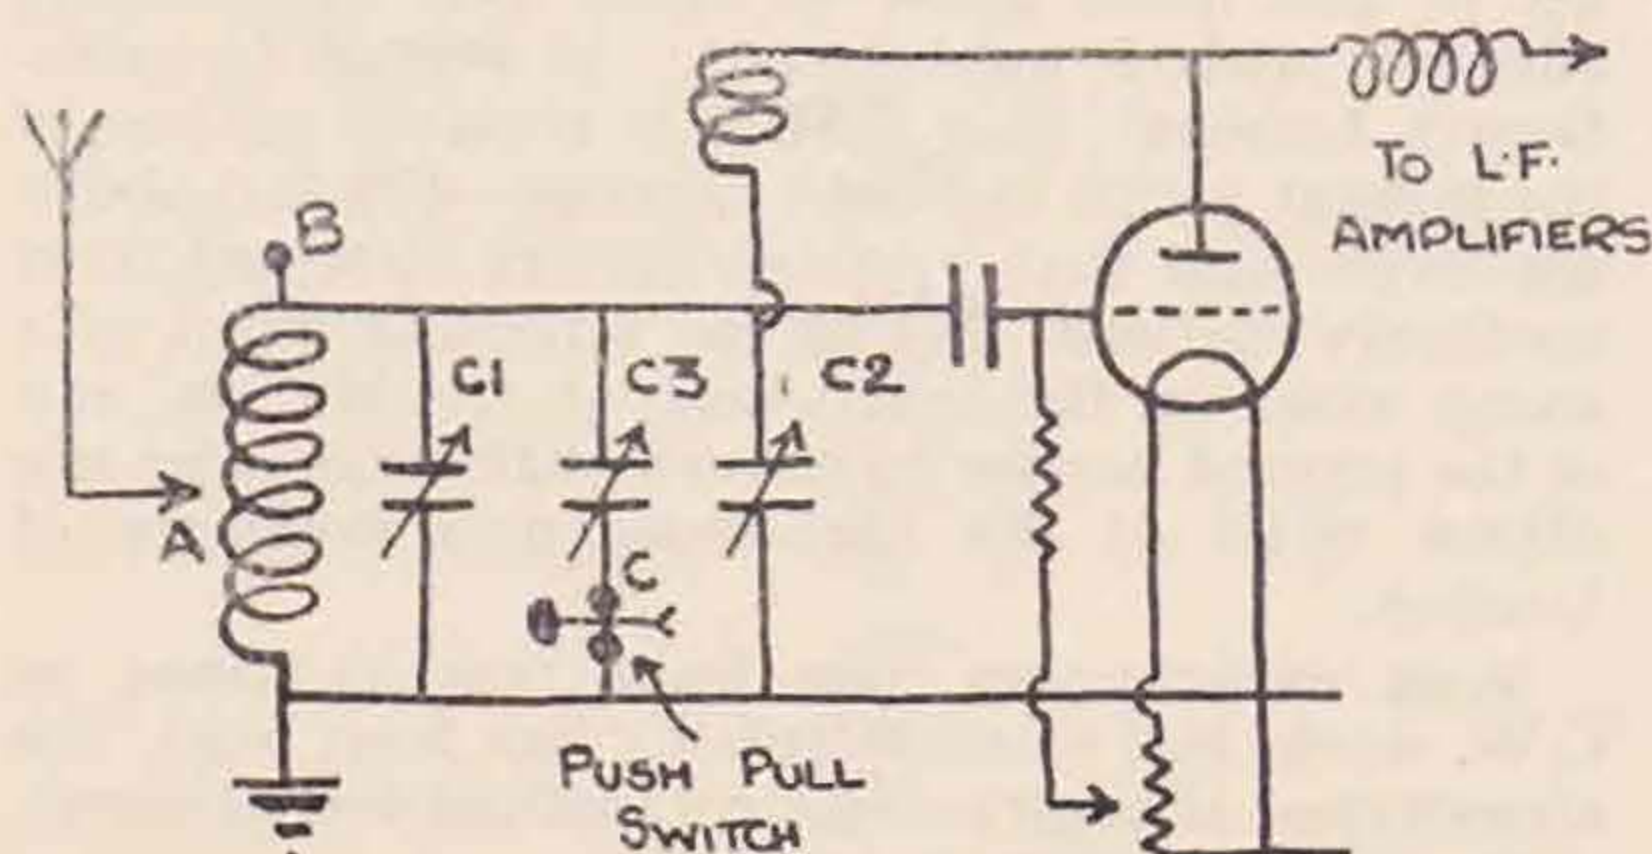 B
TO L.F.
AMPLIFIERS
C1
C3
C2
A
C
PUSH PULL
SWITCH